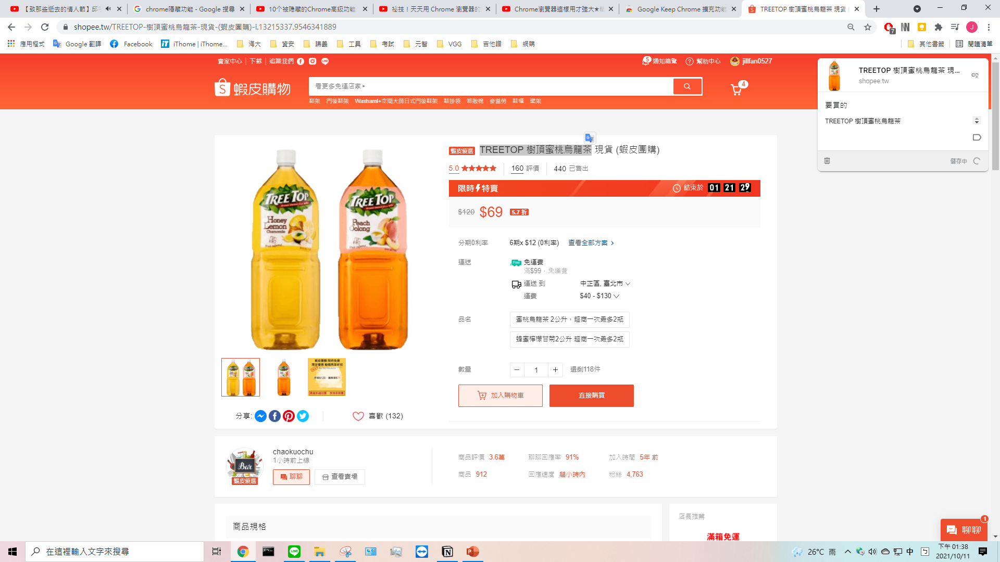 【致那些逝去的情人節】邱
chrome隱藏功能 - Google 搜尋
10个被隐藏的Chrome高级功能
祕技！天天用 Chrome 瀏覽器的
Chrome瀏覽器這樣用才強大★
Google Keep Chrome 擴充功能
TREETOP 樹頂蜜桃烏龍茶 現貨
shopee.tw/TREETOP-樹頂蜜桃烏龍茶-現貨-(蝦皮團購)-i.13215337.9546341889
7
J
應用程式
Google 翻譯
Facebook
iThome | iThome...
海大
資安
講義
工具
考試
元智
VGG
吉他譜
網購
其他書籤
閱讀清單
賣家中心
下載
追蹤我們
5
通知總覽
幫助中心
jillfan0527
蝦皮購物
看更多免運店家
4
鞋架 門後鞋架 Washaml+空間大師日式門後鞋架 鞋掛袋 卸妝棉 麥當勞 鞋櫃 壁架
TREETOP 樹頂蜜桃烏龍茶 現...
shopee.tw
要買的
TREETOP 樹頂蜜桃烏龍茶
儲存中
蝦皮優選
TREETOP 樹頂蜜桃烏龍茶 現貨 (蝦皮團購)
5.0
160 評價
440 已售出
限時特賣
結束於 01 21 29
$120 $69 5.7 折
分期0利率
6期x $12 (0利率) 查看全部方案
運送
免運費
滿$99 · 免運費
運送 到
中正區, 臺北市
運費
$40 - $130
品名
蜜桃烏龍茶 2公升，超商一次最多2瓶
蜂蜜檸檬甘菊2公升 超商一次最多2瓶
數量
1
還剩118件
加入購物車
直接購買
TREE TOP
Honey
Lemon
Chamomile
TREE TOP
Peach
Oolong
分享:
喜歡 (132)
chaokuochu
1小時前上線
聊聊
查看賣場
Bar
蝦皮優選
商品評價 3.6萬
聊聊回應率 91%
加入時間 5年 前
商品 912
回應速度 幾小時內
粉絲 4,763
商品規格
店長推薦
滿箱免運
1
聊聊
在這裡輸入文字來搜尋
26°C 雨
中
下午 01:38
2021/10/11